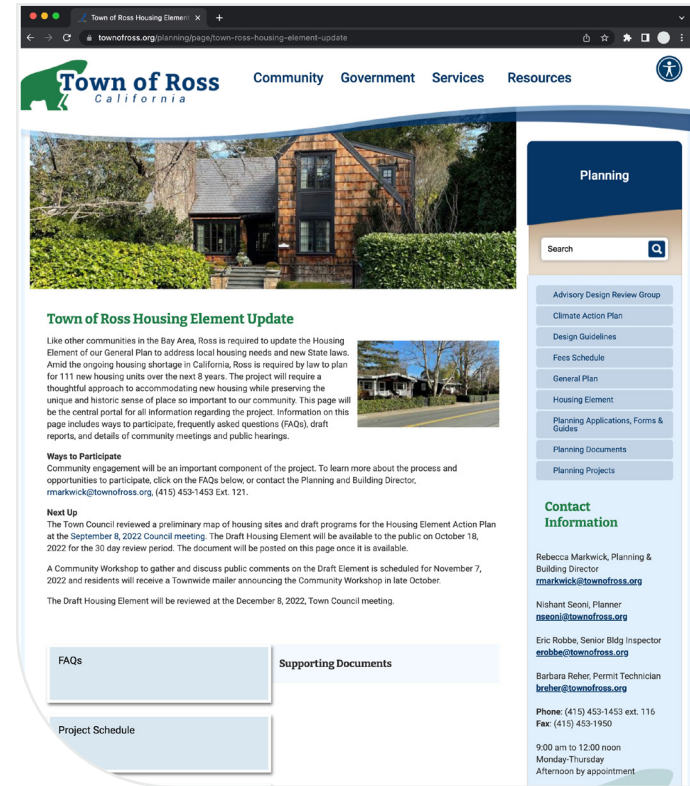 Town of Ross Housing Element
townofross.org/planning/page/town-ross-housing-element-update
Town of Ross
California
Community Government Services Resources
Planning
Search
Advisory Design Review Group
Climate Action Plan
Design Guidelines
Fees Schedule
General Plan
Housing Element
Planning Applications, Forms &
Guides
Planning Documents
Planning Projects
Town of Ross Housing Element Update
Like other communities in the Bay Area, Ross is required to update the Housing
Element of our General Plan to address local housing needs and new State laws.
Amid the ongoing housing shortage in California, Ross is required by law to plan
for 111 new housing units over the next 8 years. The project will require a
thoughtful approach to accommodating new housing while preserving the
unique and historic sense of place so important to our community. This page will
be the central portal for all information regarding the project. Information on this
page includes ways to participate, frequently asked questions (FAQs), draft
reports, and details of community meetings and public hearings.
Ways to Participate
Community engagement will be an important component of the project. To learn more about the process and
opportunities to participate, click on the FAQs below, or contact the Planning and Building Director,
rmarkwick@townofross.org, (415) 453-1453 Ext. 121.
Next Up
The Town Council reviewed a preliminary map of housing sites and draft programs for the Housing Element Action Plan
at the September 8, 2022 Council meeting. The Draft Housing Element will be available to the public on October 18,
2022 for the 30 day review period. The document will be posted on this page once it is available.
A Community Workshop to gather and discuss public comments on the Draft Element is scheduled for November 7,
2022 and residents will receive a Townwide mailer announcing the Community Workshop in late October.
The Draft Housing Element will be reviewed at the December 8, 2022, Town Council meeting.
FAQs
Supporting Documents
Project Schedule
Contact
Information
Rebecca Markwick, Planning &
Building Director
rmarkwick@townofross.org
Nishant Seoni, Planner
nseoni@townofross.org
Eric Robbe, Senior Bldg Inspector
erobbe@townofross.org
Barbara Reher, Permit Technician
breher@townofross.org
Phone: (415) 453-1453 ext. 116
Fax: (415) 453-1950
9:00 am to 12:00 noon
Monday-Thursday
Afternoon by appointment